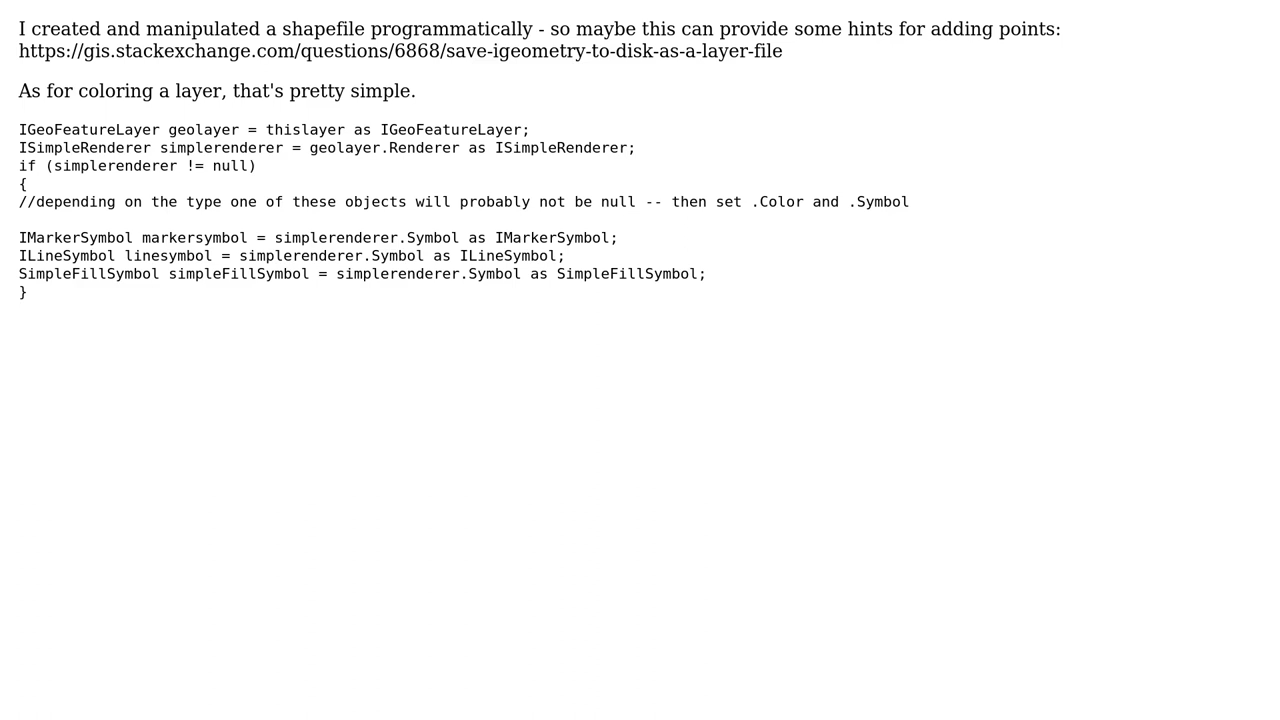 I created and manipulated a shapefile programmatically - so maybe this can provide some hints for adding points:
https://gis.stackexchange.com/questions/6868/save-igeometry-to-disk-as-a-layer-file
As for coloring a layer, that's pretty simple.
IGeoFeatureLayer geolayer = thislayer as IGeoFeatureLayer;
ISimpleRenderer simplerenderer = geolayer.Renderer as ISimpleRenderer;
if (simplerenderer != null)
{
//depending on the type one of these objects will probably not be null -- then set .Color and .Symbol
IMarkerSymbol markersymbol = simplerenderer.Symbol as IMarkerSymbol;
ILineSymbol linesymbol = simplerenderer.Symbol as ILineSymbol;
SimpleFillSymbol simpleFillSymbol = simplerenderer.Symbol as SimpleFillSymbol;
}